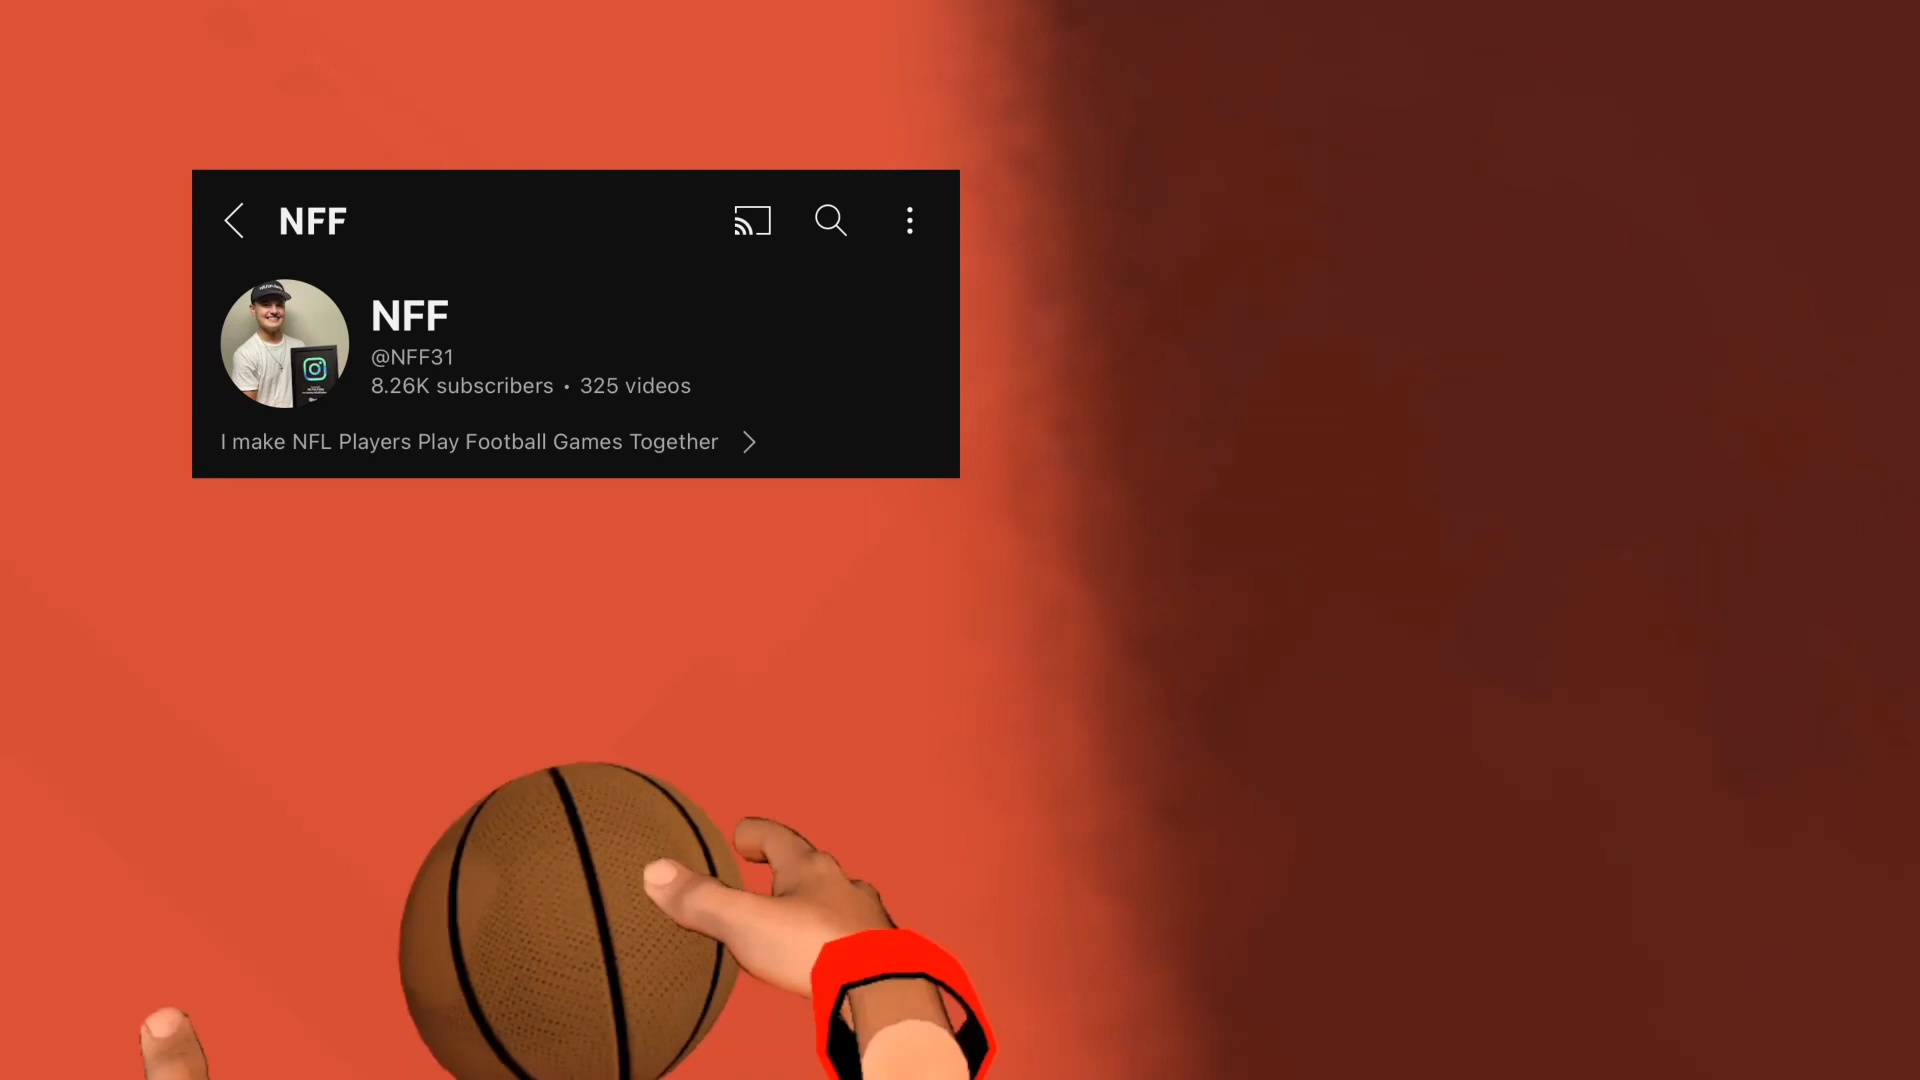 NFF
NFF
@NFF31
8.26K subscribers • 325 videos
I make NFL Players Play Football Games Together